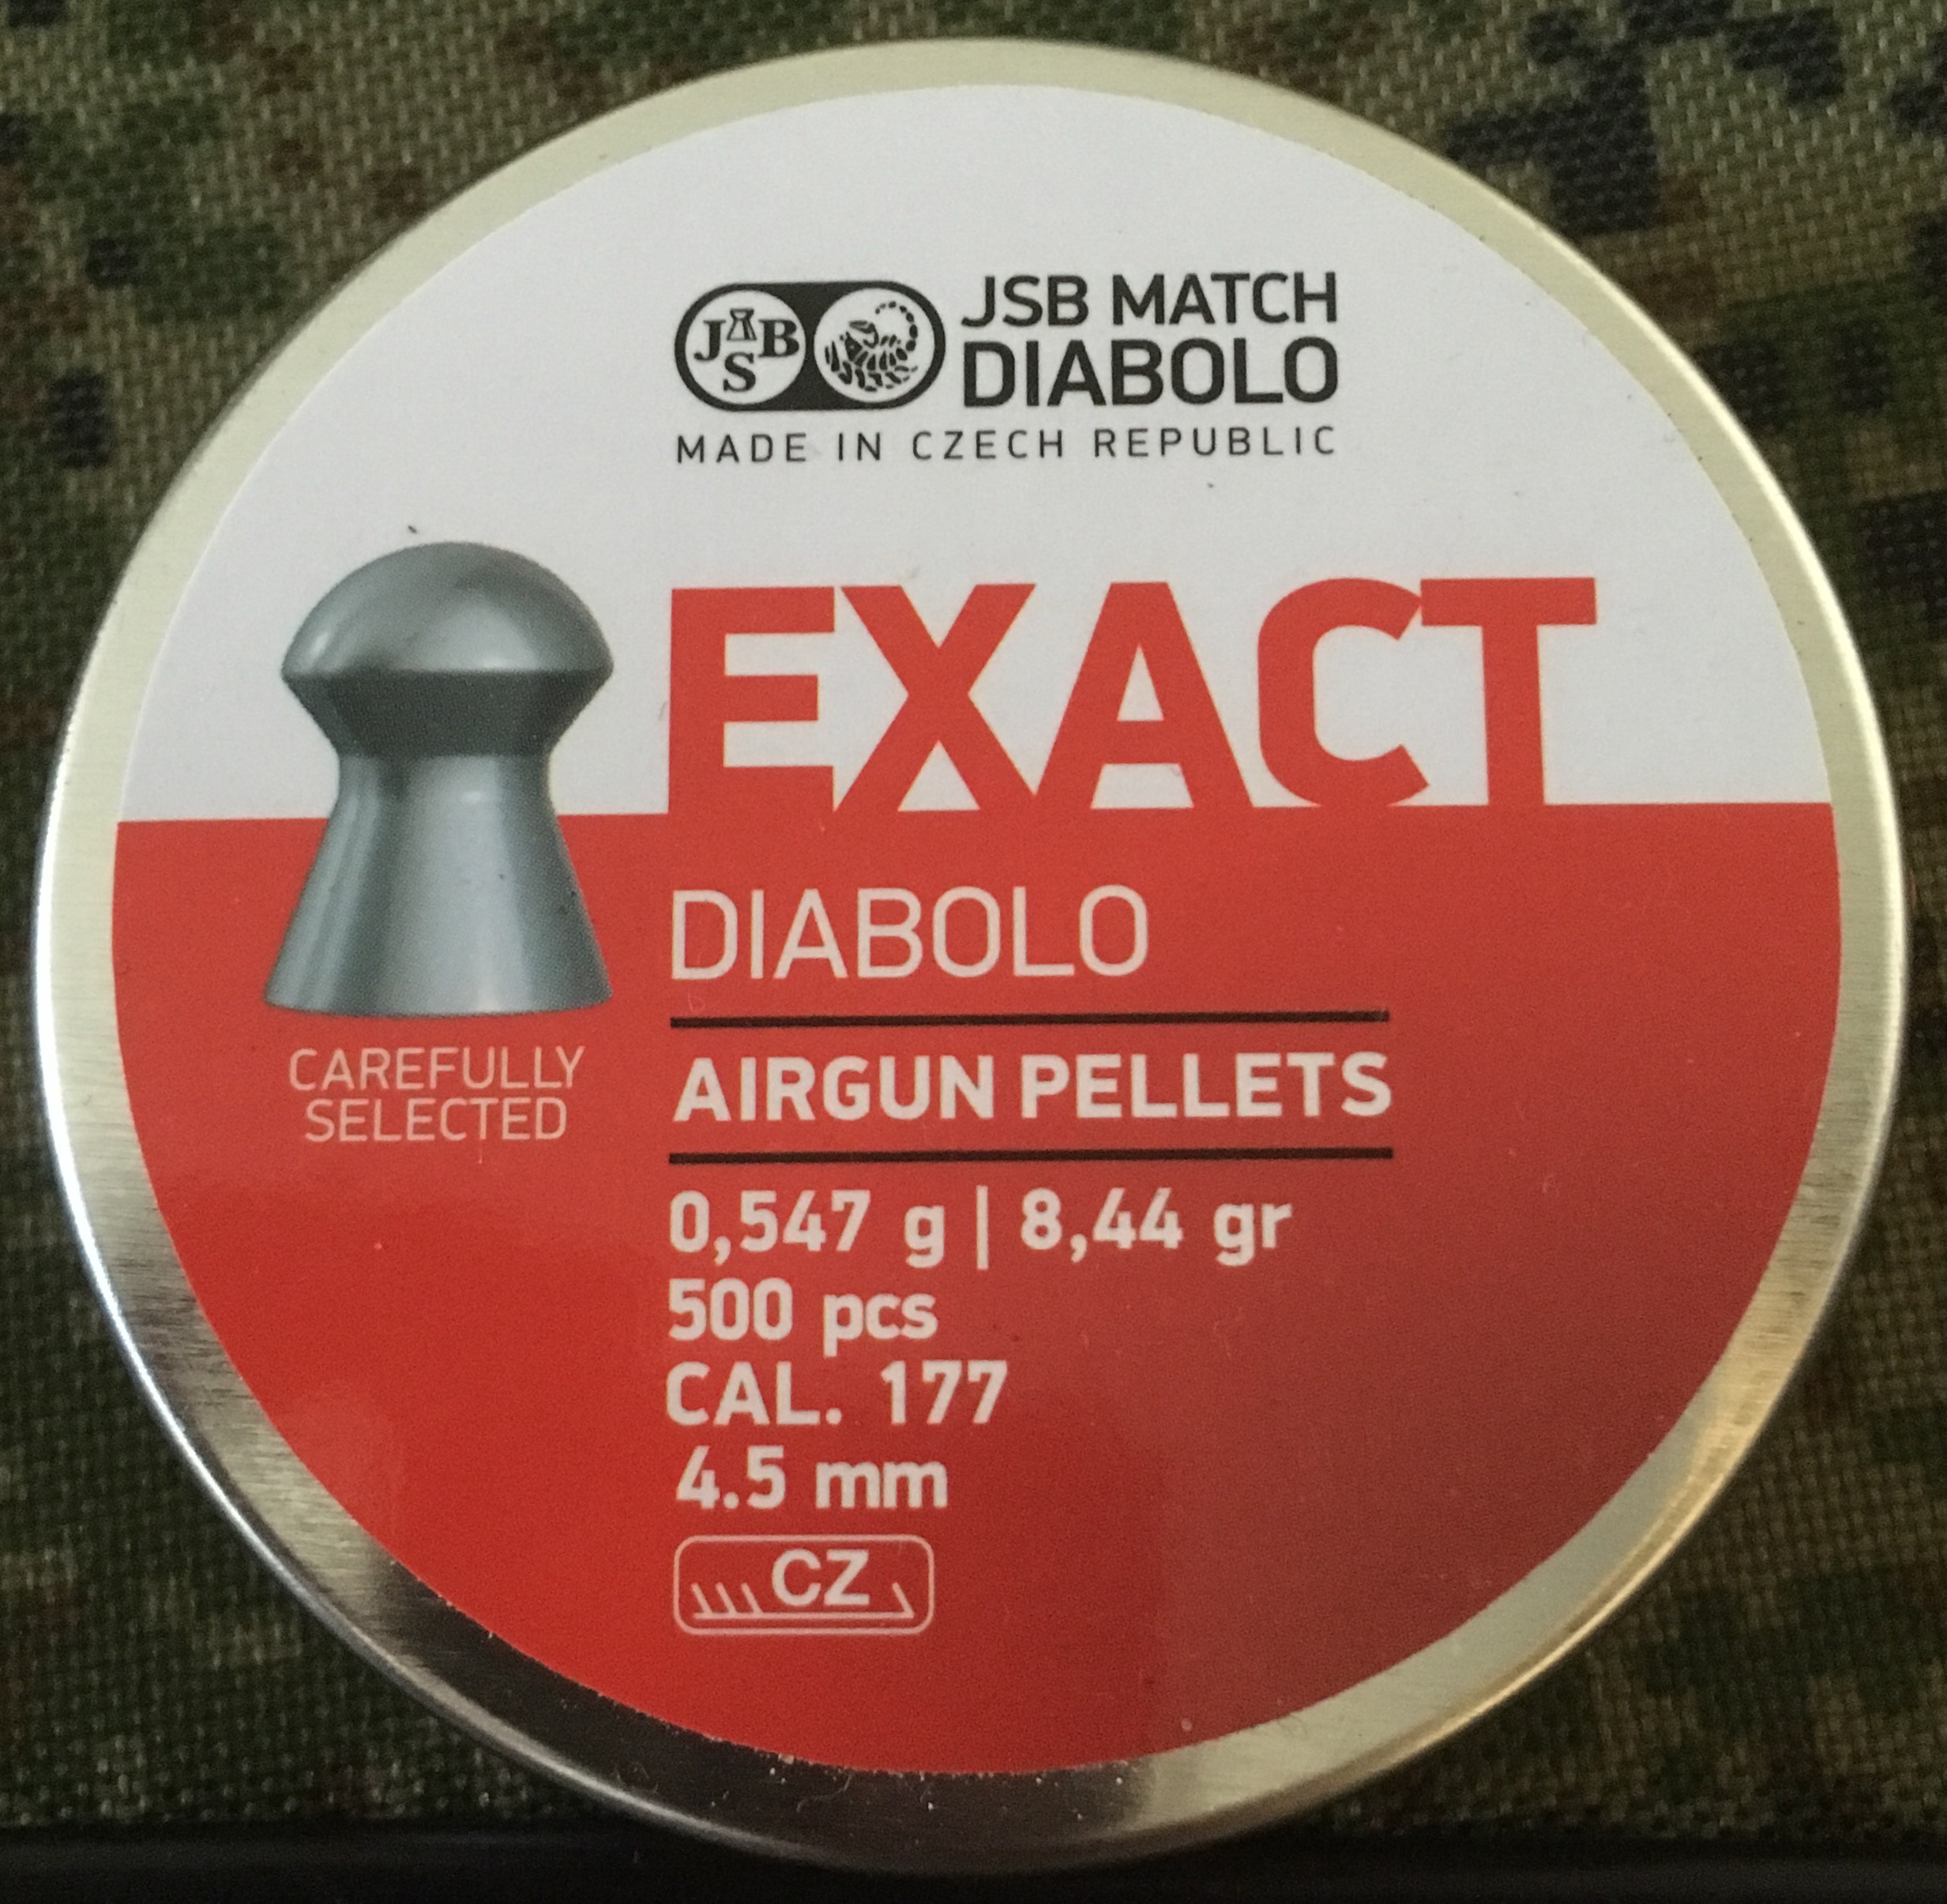 JSB
JSB MATCH
DIABOLO
MADE IN CZECH REPUBLIC
EXACT
DIABOLO
CAREFULLY
SELECTED
AIRGUN PELLETS
0,547 g | 8,44 gr
500 pcs
CAL. 177
4.5 mm
CZ